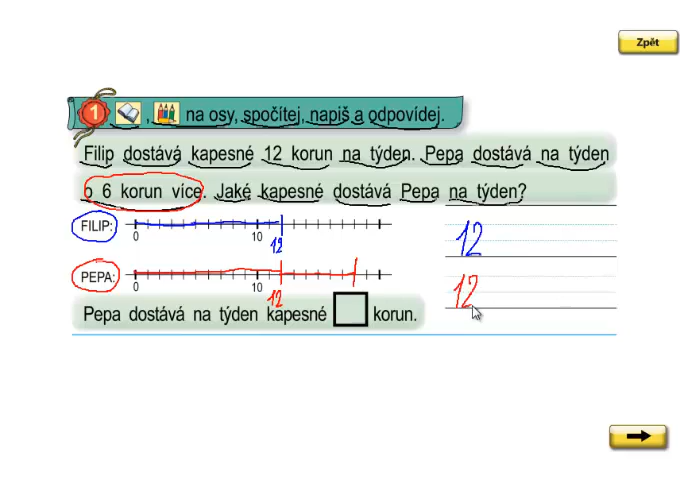 Zpět
1 , na osy, spočítej, napiš a odpovídej.
Filip dostává kapesné 12 korun na týden. Pepa dostává na týden
o 6 korun více. Jaké kapesné dostává Pepa na týden?
FILIP: 0 10 12 12
PEPA: 0 10 12 12
Pepa dostává na týden kapesné korun.